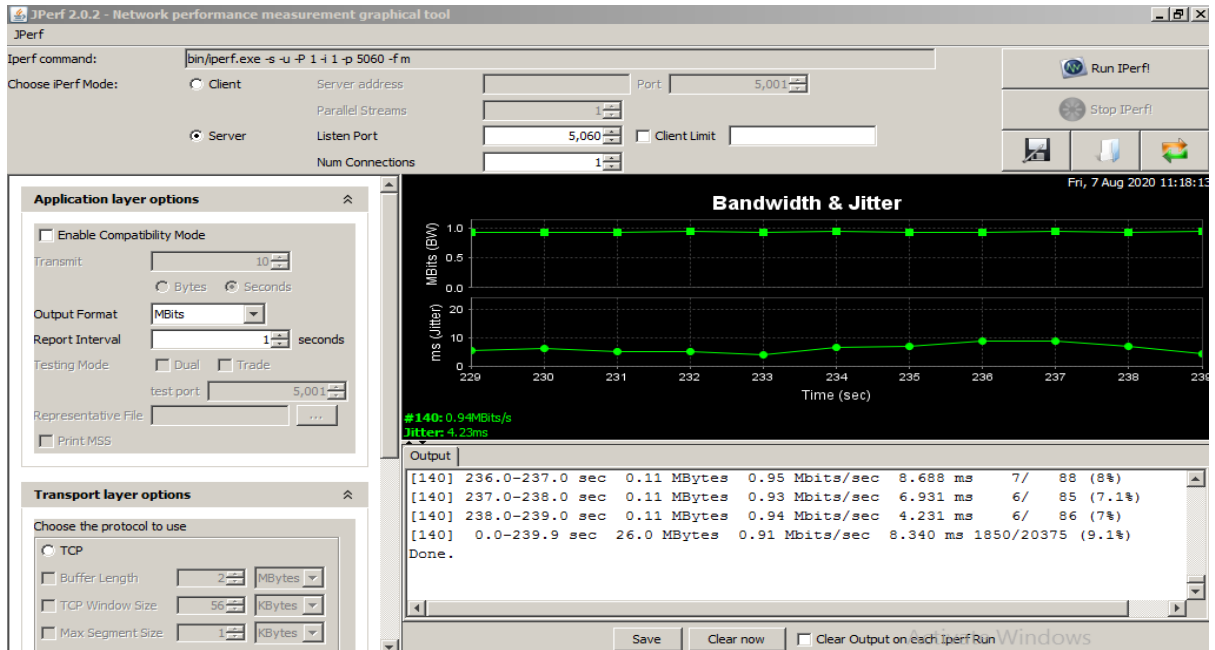 JPerf 2.0.2 - Network performance measurement graphical tool
JPerf
Iperf command: bin/iperf.exe -s -u -P 1 -i 1 -p 5060 -f m
Run IPerf!
Choose iPerf Mode: Client Server address Port 5,001
Parallel Streams 1
Stop IPerf!
Server Listen Port 5,060 Client Limit
Num Connections 1
Application layer options
Enable Compatibility Mode
Transmit 10
Bytes Seconds
Output Format MBits
Report Interval 1 seconds
Testing Mode Dual Trade
test port 5,001
Representative File ...
Print MSS
Transport layer options
Choose the protocol to use
TCP
Buffer Length 2 MBytes
TCP Window Size 56 KBytes
Max Segment Size 1 KBytes
Fri, 7 Aug 2020 11:18:13
Bandwidth & Jitter
MBits (BW)
1.0
0.5
0.0
ms (Jitter)
20
10
0
229 230 231 232 233 234 235 236 237 238 239
Time (sec)
#140: 0.94MBits/s
Jitter: 4.23ms
Output
[140] 236.0-237.0 sec 0.11 MBytes 0.95 Mbits/sec 8.688 ms 7/ 88 (8%)
[140] 237.0-238.0 sec 0.11 MBytes 0.93 Mbits/sec 6.931 ms 6/ 85 (7.1%)
[140] 238.0-239.0 sec 0.11 MBytes 0.94 Mbits/sec 4.231 ms 6/ 86 (7%)
[140] 0.0-239.9 sec 26.0 MBytes 0.91 Mbits/sec 8.340 ms 1850/20375 (9.1%)
Done.
Save Clear now Clear Output on each Iperf Run
Activate Windows